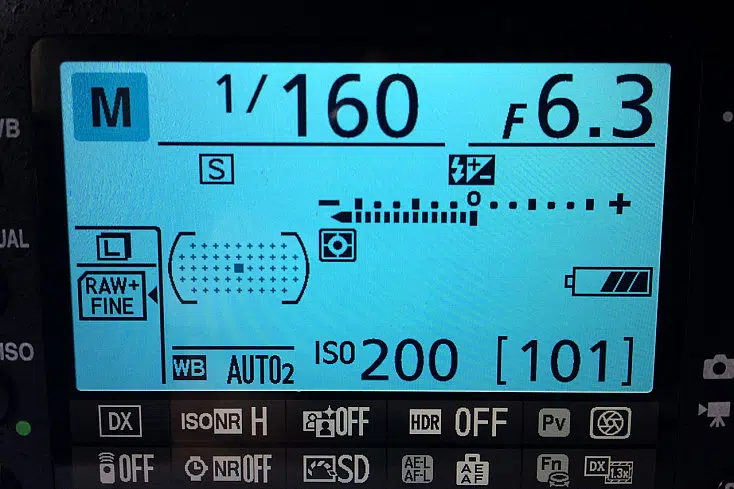 M 1/160 F6.3
S
WB
- 0 +
UAL
L
RAW+
FINE
ISO
WB AUTO2 ISO 200 [101]
DX ISO NR H OFF HDR OFF Pv
OFF NR OFF SD AE-L AF-L AE AF Fn DX 1.3x